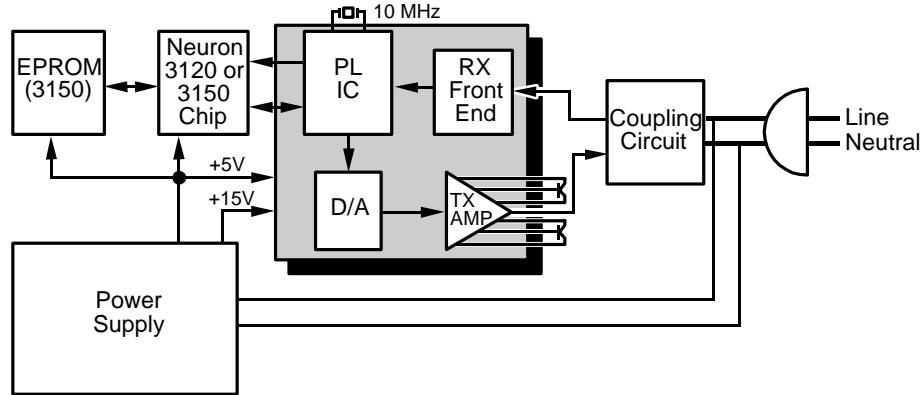 10 MHz
EPROM
(3150)
Neuron
3120 or
3150
Chip
PL
IC
RX
Front
End
Coupling
Circuit
Line
Neutral
+5V
+15V
D/A
TX
AMP
Power
Supply